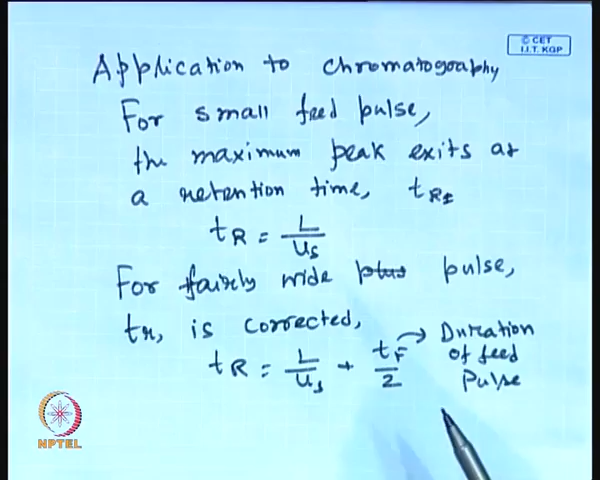 © CET
I.I.T. KGP
Application to chromatography
For small feed pulse,
the maximum peak exits at
a retention time, tR
tR = L/us
For fairly wide pulse,
tR, is corrected,
tR = L/us + tF/2 → Duration
of feed
Pulse
NPTEL